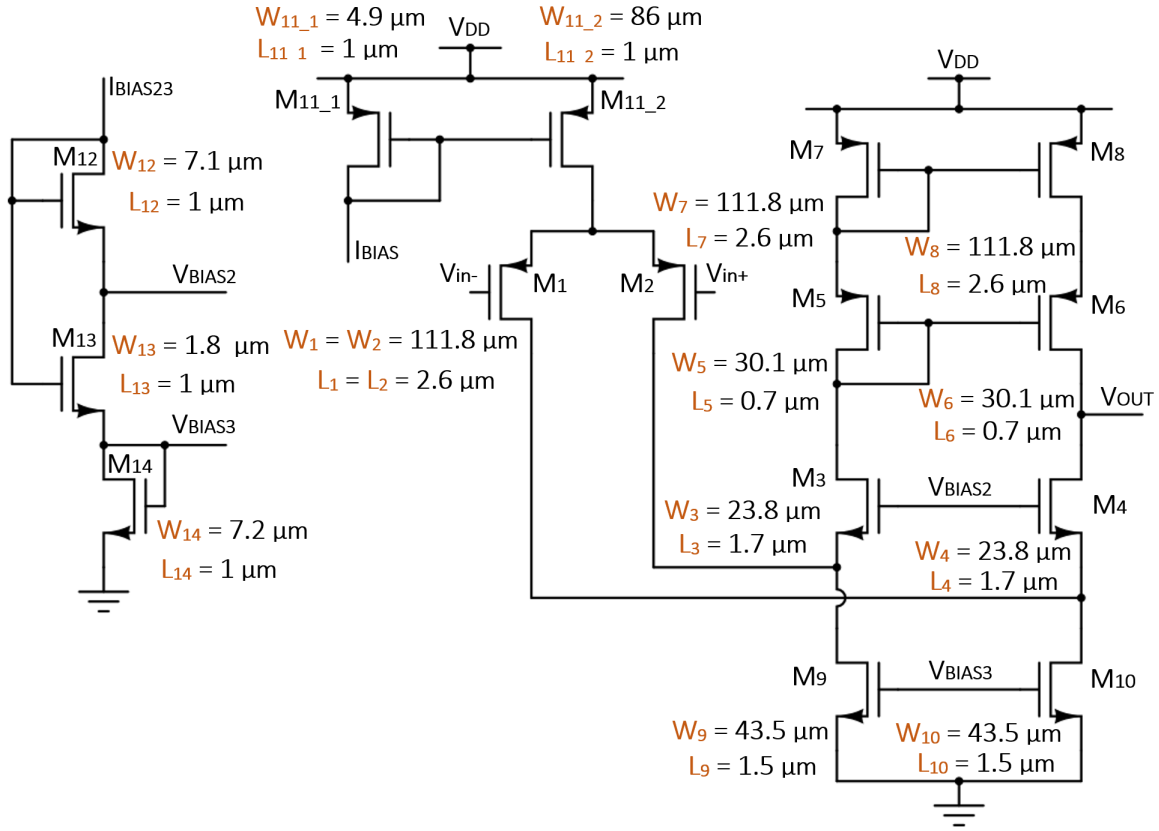 W11_1 = 4.9 µm
L11_1 = 1 µm
VDD
W11_2 = 86 µm
L11_2 = 1 µm
M11_1
M11_2
IBIAS
IBIAS23
M12
W12 = 7.1 µm
L12 = 1 µm
VBIAS2
M13
W13 = 1.8 µm
L13 = 1 µm
VBIAS3
M14
W14 = 7.2 µm
L14 = 1 µm
Vin-
M1
M2
Vin+
W1 = W2 = 111.8 µm
L1 = L2 = 2.6 µm
VDD
M7
M8
W7 = 111.8 µm
L7 = 2.6 µm
W8 = 111.8 µm
L8 = 2.6 µm
M5
M6
W5 = 30.1 µm
L5 = 0.7 µm
W6 = 30.1 µm
L6 = 0.7 µm
VOUT
M3
VBIAS2
M4
W3 = 23.8 µm
L3 = 1.7 µm
W4 = 23.8 µm
L4 = 1.7 µm
M9
VBIAS3
M10
W9 = 43.5 µm
L9 = 1.5 µm
W10 = 43.5 µm
L10 = 1.5 µm